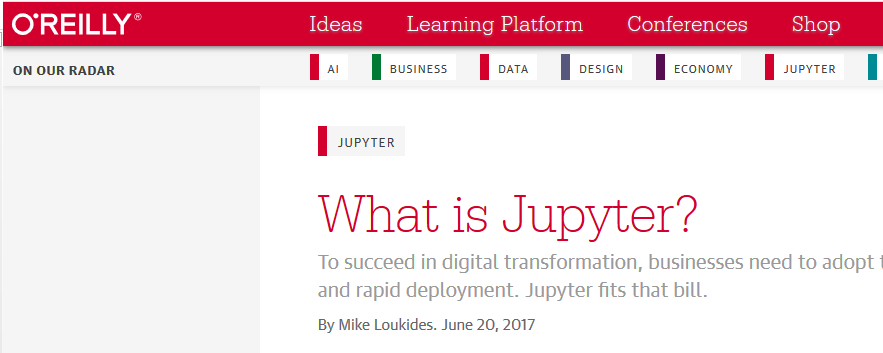 O'REILLY®
Ideas Learning Platform Conferences Shop
ON OUR RADAR
AI BUSINESS DATA DESIGN ECONOMY JUPYTER
JUPYTER
What is Jupyter?
To succeed in digital transformation, businesses need to adopt
and rapid deployment. Jupyter fits that bill.
By Mike Loukides. June 20, 2017